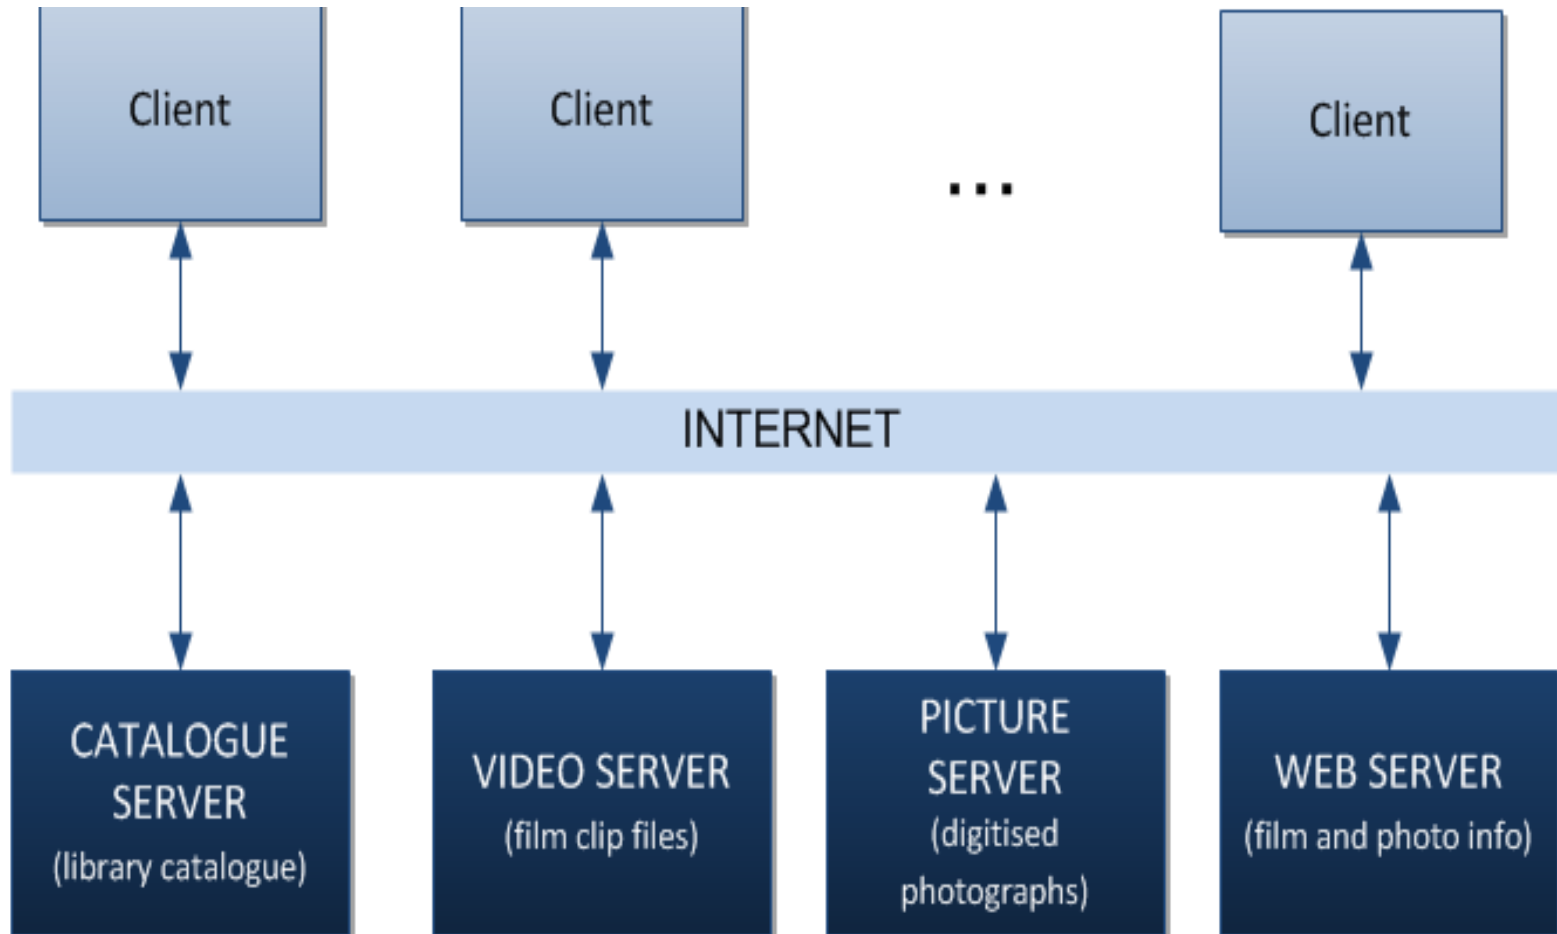 Client
Client
...
Client
INTERNET
CATALOGUE
SERVER
(library catalogue)
VIDEO SERVER
(film clip files)
PICTURE
SERVER
(digitised
photographs)
WEB SERVER
(film and photo info)